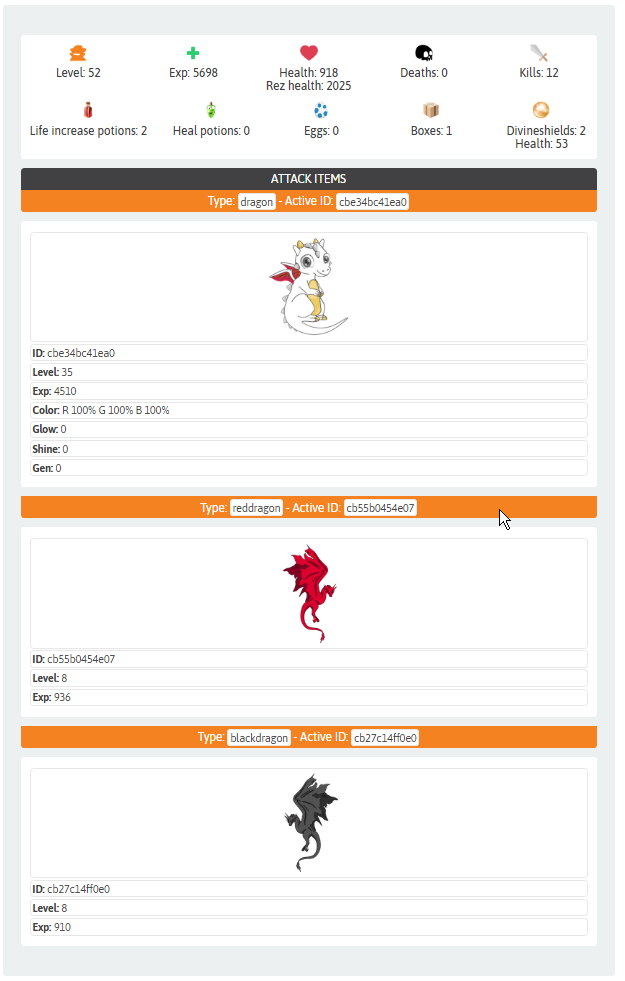 Level: 52 Exp: 5698 Health: 918 Deaths: 0 Kills: 12
Rez health: 2025
Life increase potions: 2 Heal potions: 0 Eggs: 0 Boxes: 1 Divineshields: 2
Health: 53
ATTACK ITEMS
Type: dragon - Active ID: cbe34bc41ea0
ID: cbe34bc41ea0
Level: 35
Exp: 4510
Color: R 100% G 100% B 100%
Glow: 0
Shine: 0
Gen: 0
Type: reddragon - Active ID: cb55b0454e07
ID: cb55b0454e07
Level: 8
Exp: 936
Type: blackdragon - Active ID: cb27c14ff0e0
ID: cb27c14ff0e0
Level: 8
Exp: 910